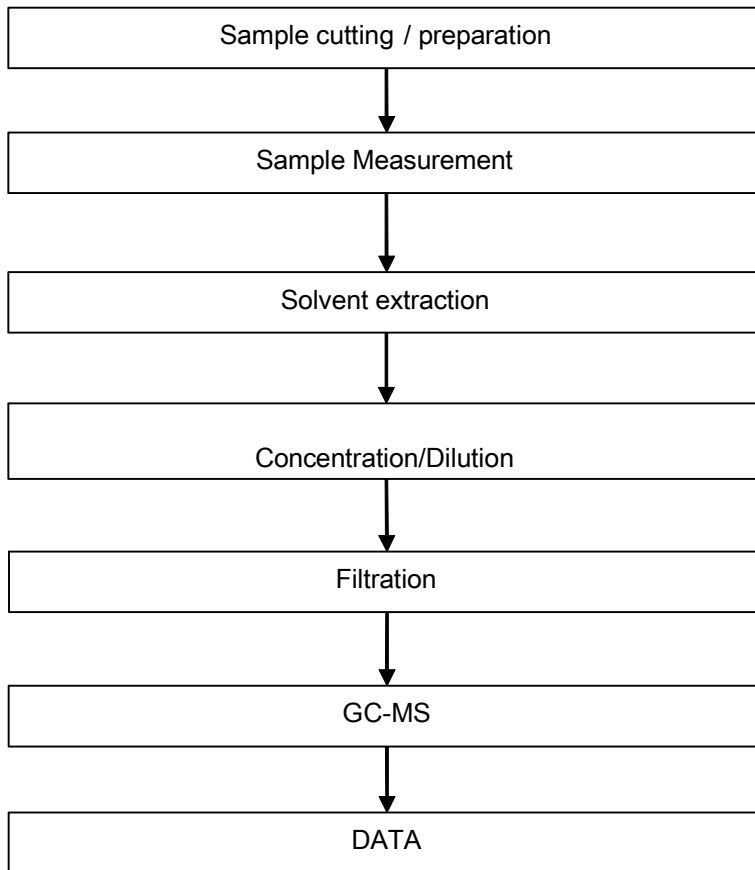 Sample cutting / preparation
Sample Measurement
Solvent extraction
Concentration/Dilution
Filtration
GC-MS
DATA